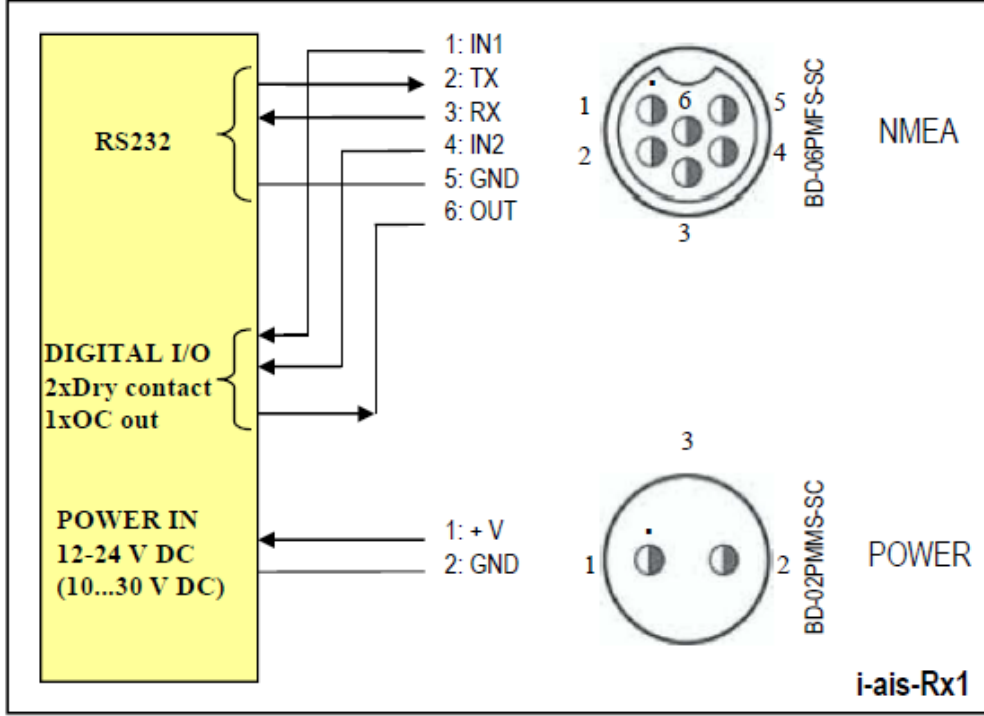 RS232
DIGITAL I/O
2xDry contact
1xOC out
POWER IN
12-24 V DC
(10...30 V DC)
1: IN1
2: TX
3: RX
4: IN2
5: GND
6: OUT
1: + V
2: GND
1
6
5
2
4
3
BD-06PMFS-SC
NMEA
3
1
2
BD-02PMMS-SC
POWER
i-ais-Rx1